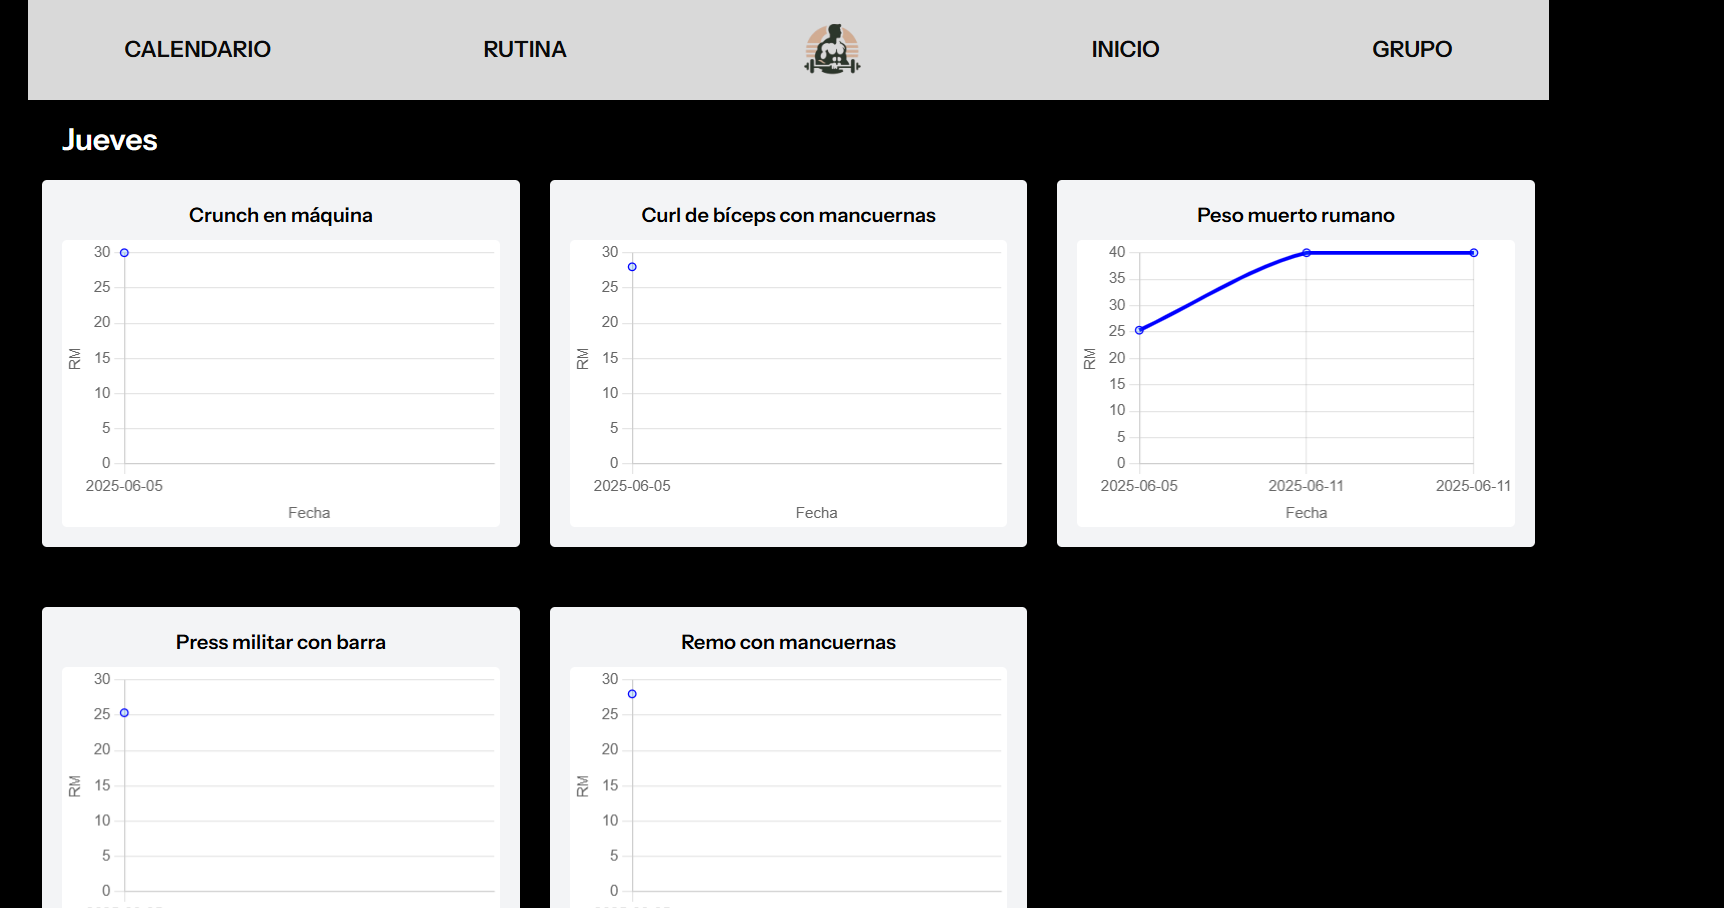 CALENDARIO
RUTINA
INICIO
GRUPO
Jueves
Crunch en máquina
30
25
20
15
10
5
0
RM
2025-06-05
Fecha
Curl de bíceps con mancuernas
30
25
20
15
10
5
0
RM
2025-06-05
Fecha
Peso muerto rumano
40
35
30
25
20
15
10
5
0
RM
2025-06-05 2025-06-11 2025-06-11
Fecha
Press militar con barra
30
25
20
15
10
5
0
RM
Remo con mancuernas
30
25
20
15
10
5
0
RM